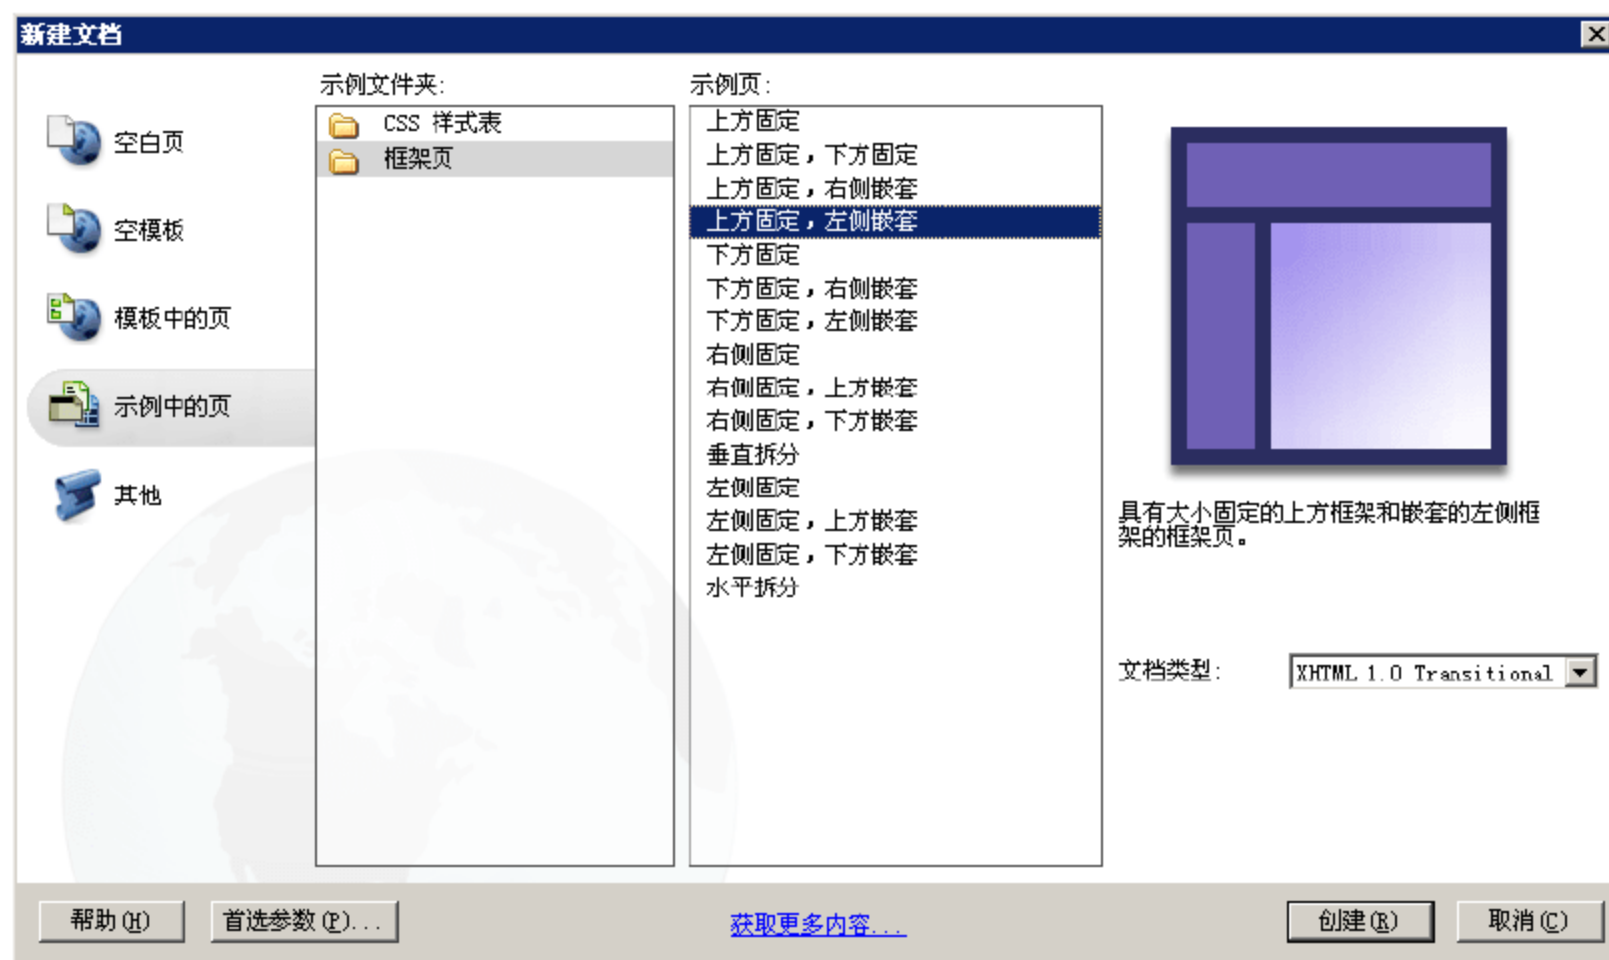 新建文档
空白页
空模板
模板中的页
示例中的页
其他
示例文件夹:
CSS 样式表
框架页
示例页:
上方固定
上方固定，下方固定
上方固定，右侧嵌套
上方固定，左侧嵌套
下方固定
下方固定，右侧嵌套
下方固定，左侧嵌套
右侧固定
右侧固定，上方嵌套
右侧固定，下方嵌套
垂直拆分
左侧固定
左侧固定，上方嵌套
左侧固定，下方嵌套
水平拆分
具有大小固定的上方框架和嵌套的左侧框
架的框架页。
文档类型: XHTML 1.0 Transitional
帮助(H) 首选参数(P)... 获取更多内容... 创建(R) 取消(C)